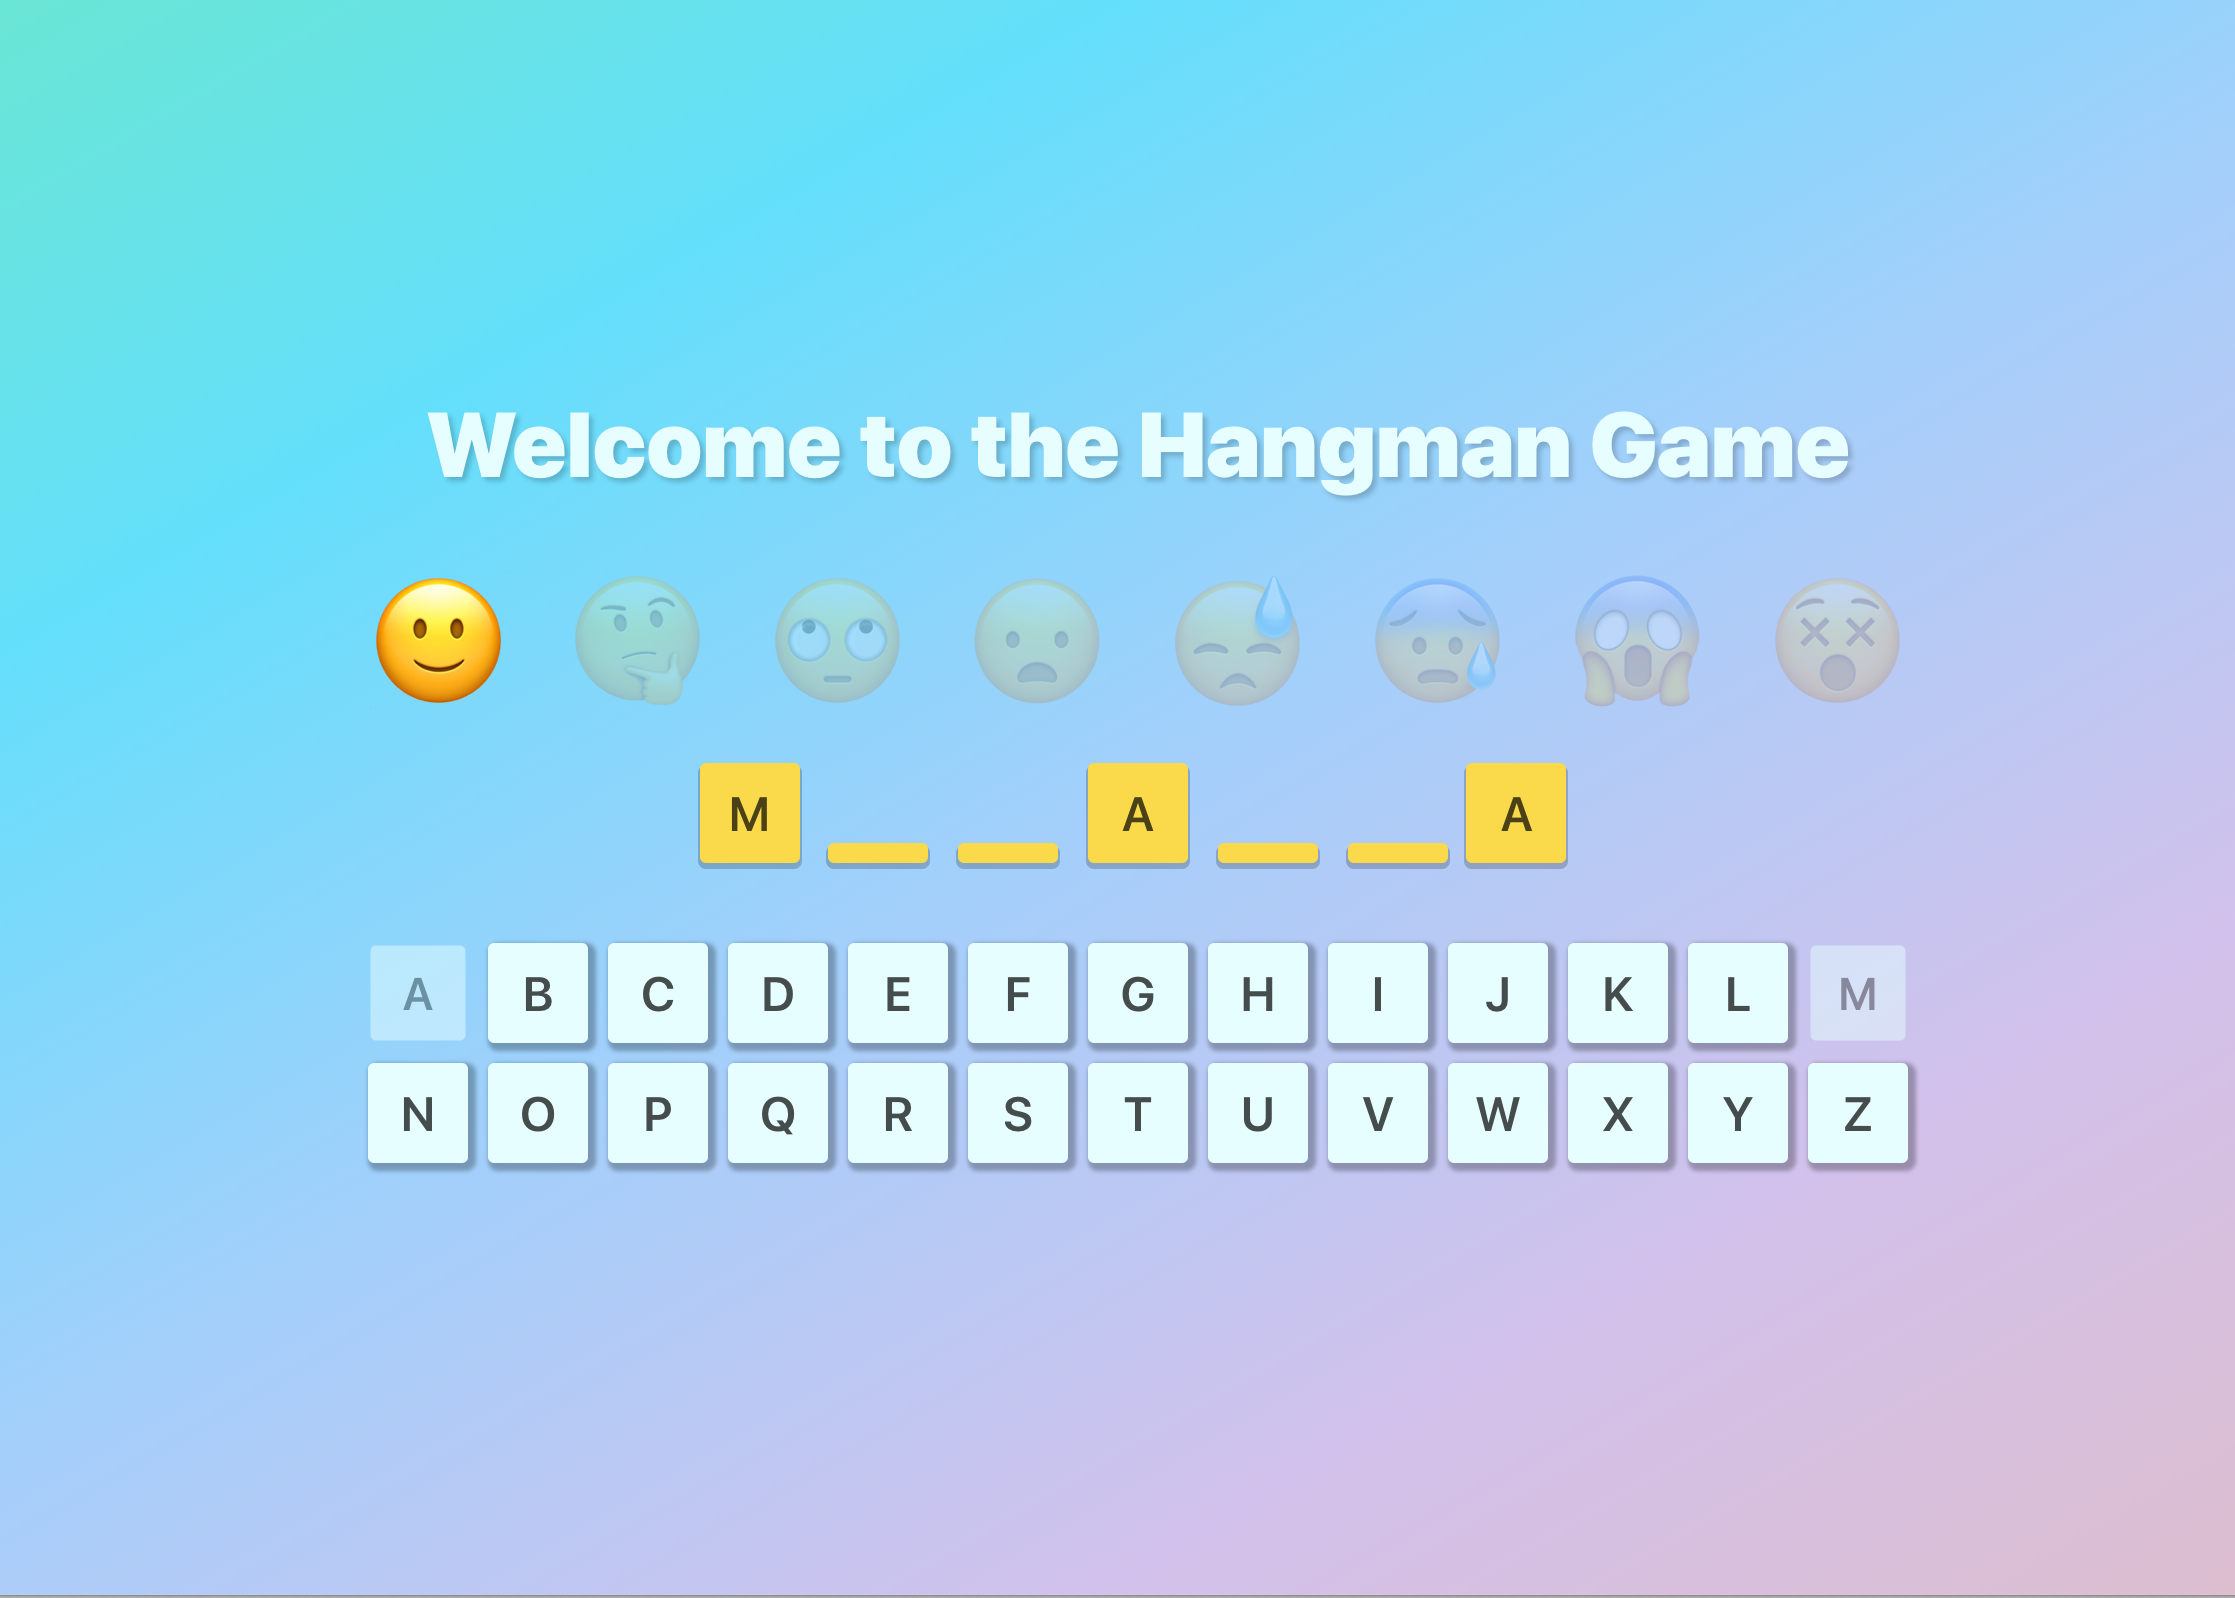 Welcome to the Hangman Game
M _ _ A _ _ A
A B C D E F G H I J K L M
N O P Q R S T U V W X Y Z